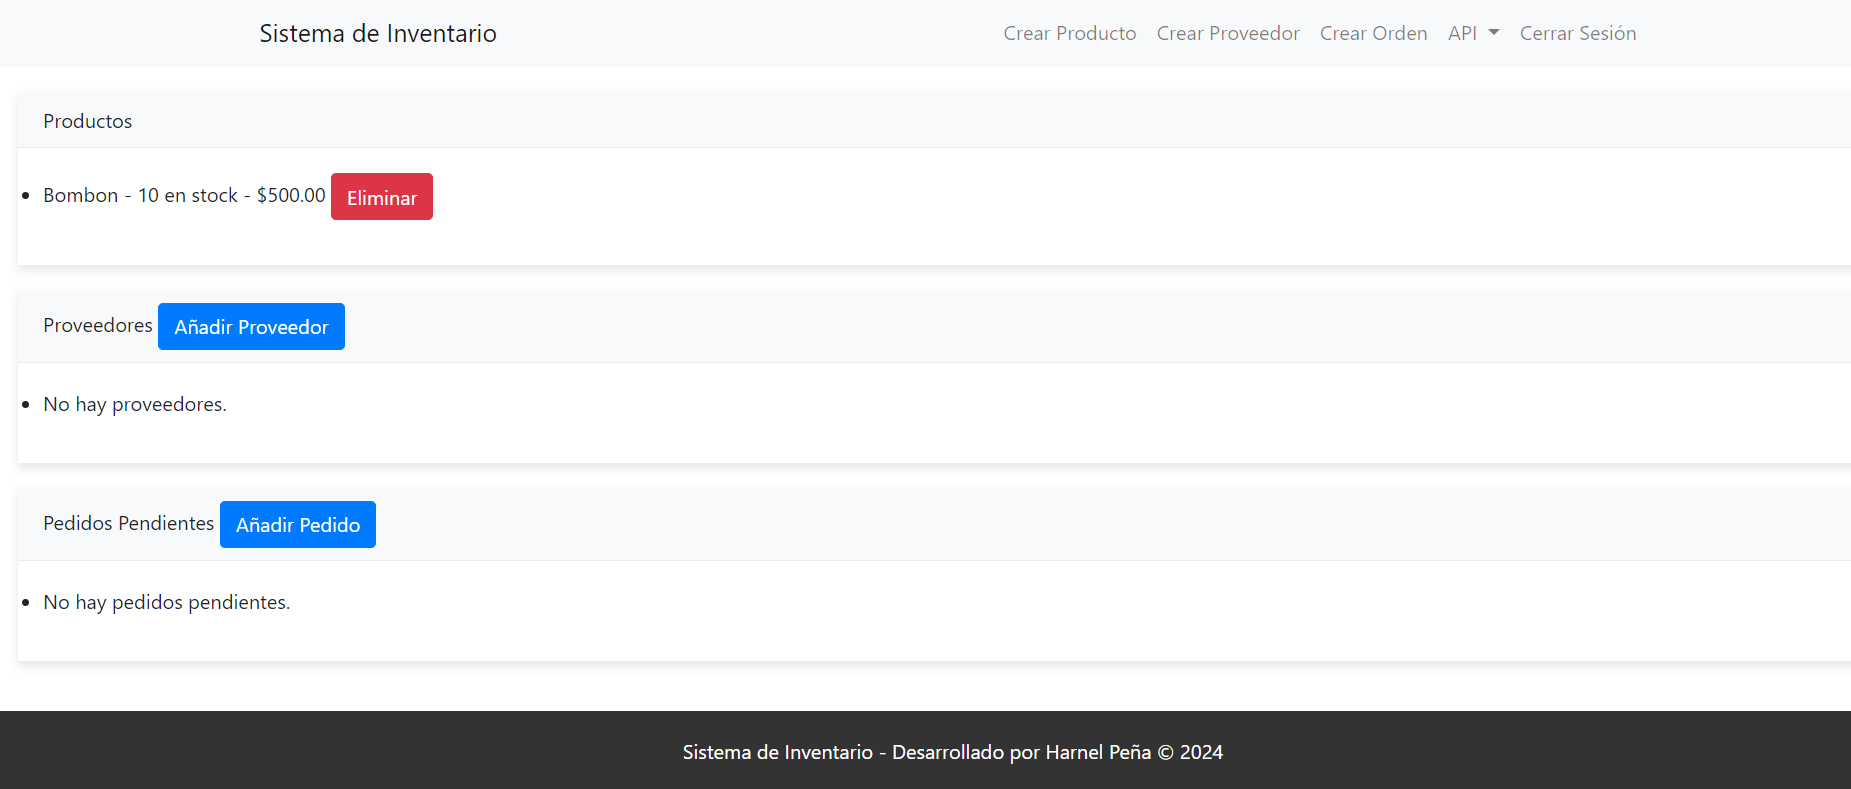 Sistema de Inventario
Crear Producto Crear Proveedor Crear Orden API Cerrar Sesión
Productos
Bombon - 10 en stock - $500.00 Eliminar
Proveedores Añadir Proveedor
No hay proveedores.
Pedidos Pendientes Añadir Pedido
No hay pedidos pendientes.
Sistema de Inventario - Desarrollado por Harnel Peña © 2024